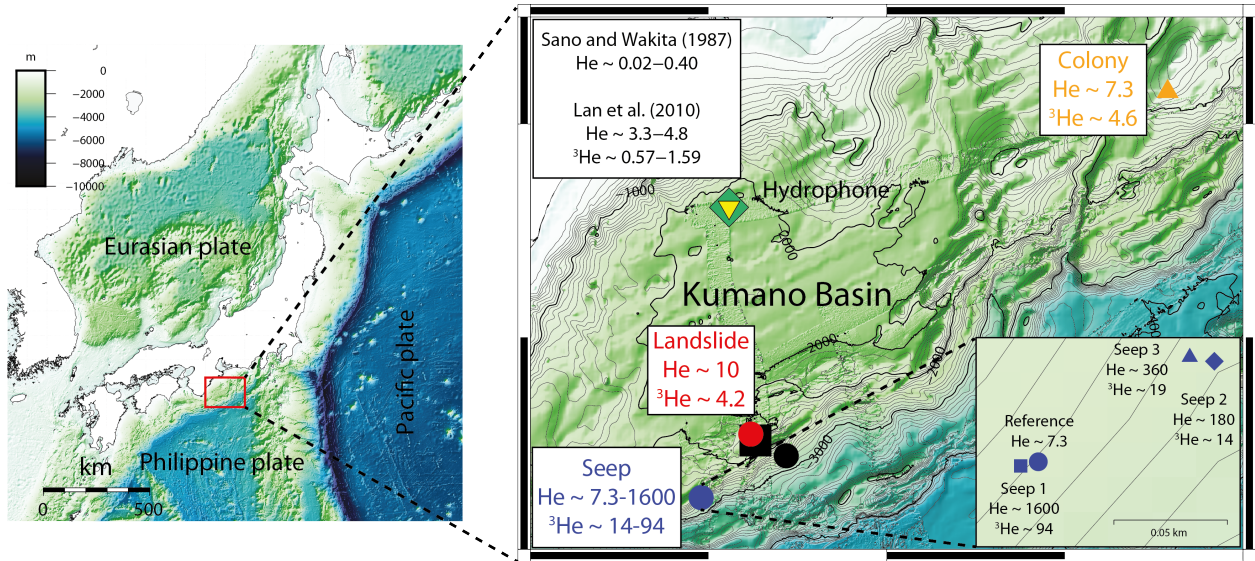 m
0
−2000
−4000
−6000
−8000
−10000
Eurasian plate
Pacific plate
Philippine plate
km
0 500
Sano and Wakita (1987)
He ~ 0.02−0.40
Lan et al. (2010)
He ~ 3.3−4.8
³He ~ 0.57−1.59
Colony
He ~ 7.3
³He ~ 4.6
−1000
Hydrophone
2000
Kumano Basin
Landslide
He ~ 10
³He ~ 4.2
2000
2000
3000
Seep
He ~ 7.3-1600
³He ~ 14-94
Seep 3
He ~ 360
³He ~ 19
Seep 2
He ~ 180
³He ~ 14
Reference
He ~ 7.3
Seep 1
He ~ 1600
³He ~ 94
0.05 km